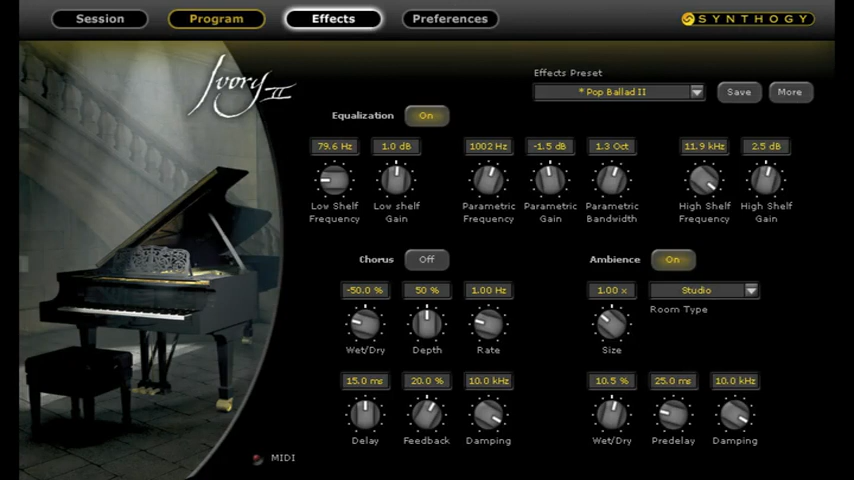 Session Program Effects Preferences SYNTHOGY
Ivory II
Effects Preset
* Pop Ballad II Save More
Equalization On
79.6 Hz 1.0 dB 1002 Hz -1.5 dB 1.3 Oct 11.9 kHz 2.5 dB
Low Shelf Low shelf Parametric Parametric Parametric High Shelf High Shelf
Frequency Gain Frequency Gain Bandwidth Frequency Gain
Chorus Off Ambience On
-50.0 % 50 % 1.00 Hz 1.00 x Studio
Room Type
Wet/Dry Depth Rate Size
15.0 ms 20.0 % 10.0 kHz 10.5 % 25.0 ms 10.0 kHz
Delay Feedback Damping Wet/Dry Predelay Damping
MIDI